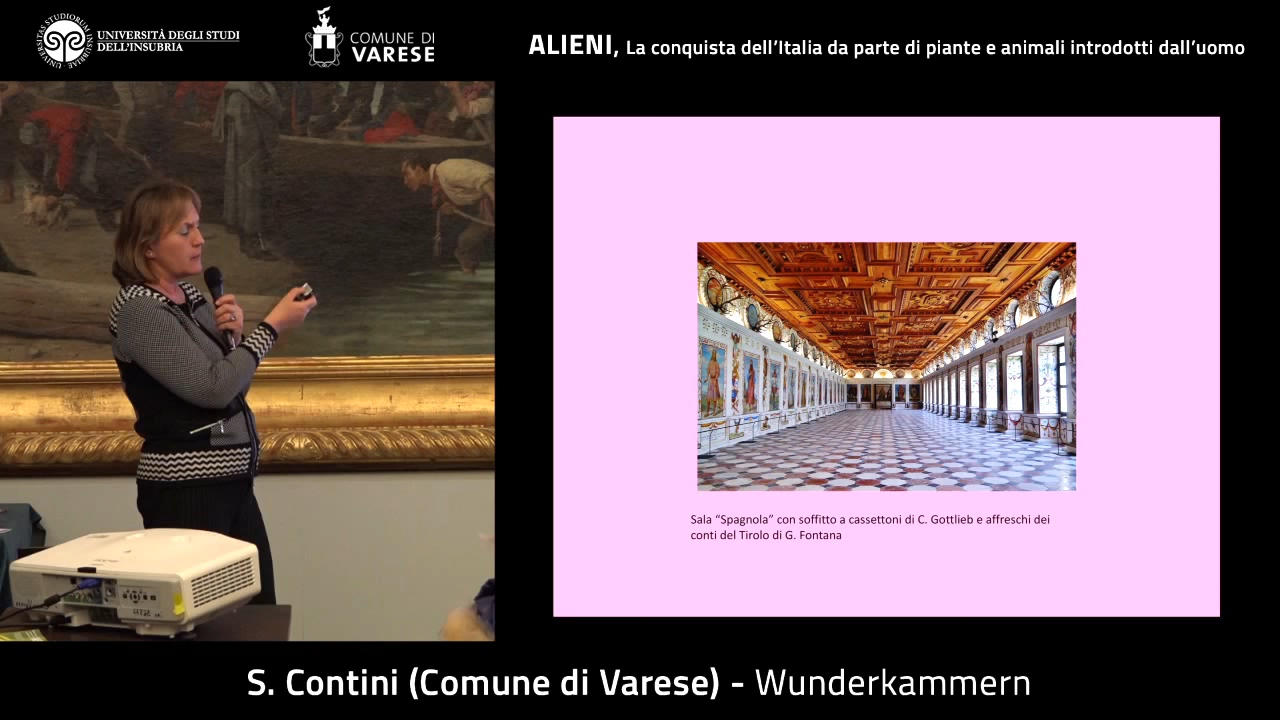 UNIVERSITÀ DEGLI STUDI
DELL'INSUBRIA
COMUNE DI
VARESE
ALIENI, La conquista dell'Italia da parte di piante e animali introdotti dall'uomo
Sala “Spagnola” con soffitto a cassettoni di C. Gottlieb e affreschi dei
conti del Tirolo di G. Fontana
S. Contini (Comune di Varese) - Wunderkammern